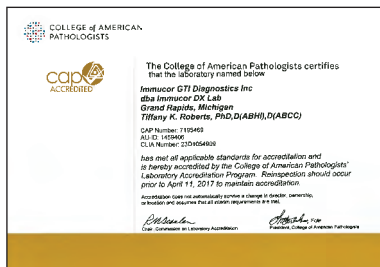 COLLEGE of AMERICAN
PATHOLOGISTS
cap
ACCREDITED
The College of American Pathologists certifies
that the laboratory named below
Immucor GTI Diagnostics Inc
dba Immucor DX Lab
Grand Rapids, Michigan
Tiffany K. Roberts, PhD,D(ABHI),D(ABCC)
CAP Number: 7195469
AU-ID: 1459406
CLIA Number: 23D1054909
has met all applicable standards for accreditation and
is hereby accredited by the College of American Pathologists'
Laboratory Accreditation Program. Reinspection should occur
prior to April 11, 2017 to maintain accreditation.
Accreditation does not automatically survive a change in director, ownership,
or location and assumes that all interim requirements are met.
Chair, Commission on Laboratory Accreditation
President, College of American Pathologists